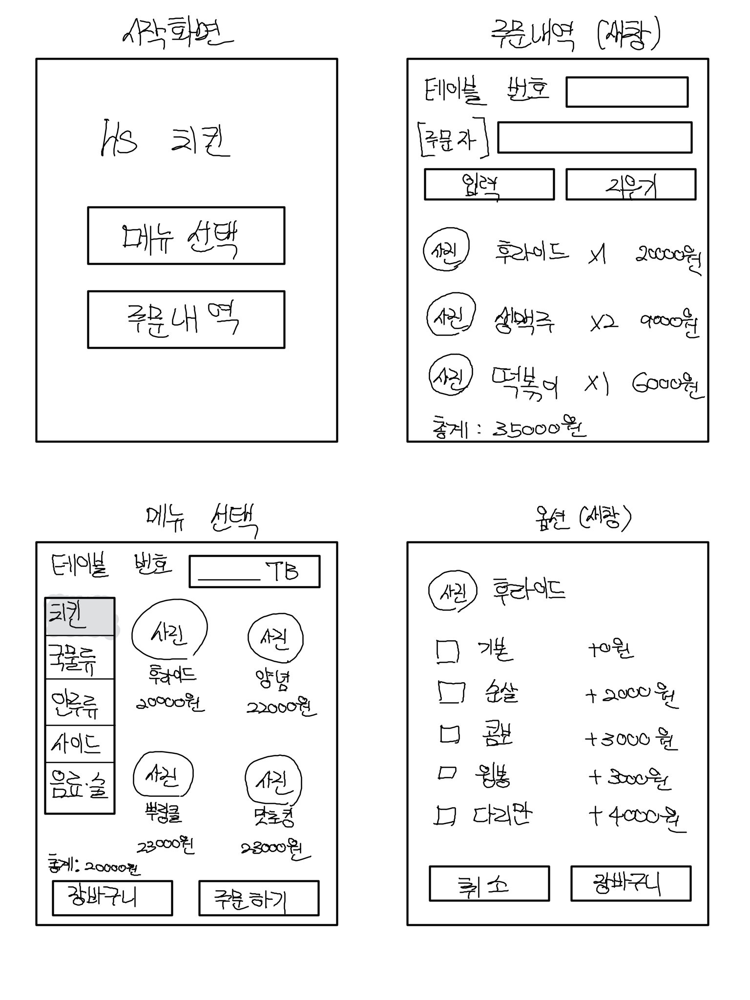 시작화면
HS 치킨
메뉴 선택
주문내역
주문내역 (새창)
테이블 번호
[주문자]
입력 지우기
사진 후라이드 x1 20000원
사진 생맥주 x2 9000원
사진 떡볶이 x1 6000원
총계 : 35000원
메뉴 선택
테이블 번호 ____ TB
치킨
국물류
안주류
사이드
음료·술
사진 사진
후라이드 양념
20000원 22000원
사진 사진
뿌링클 맛초킹
23000원 23000원
총계: 20000원
장바구니 주문하기
옵션 (새창)
사진 후라이드
기본 +0원
순살 +2000원
콤보 +3000원
윙봉 +3000원
다리만 +4000원
취소 장바구니